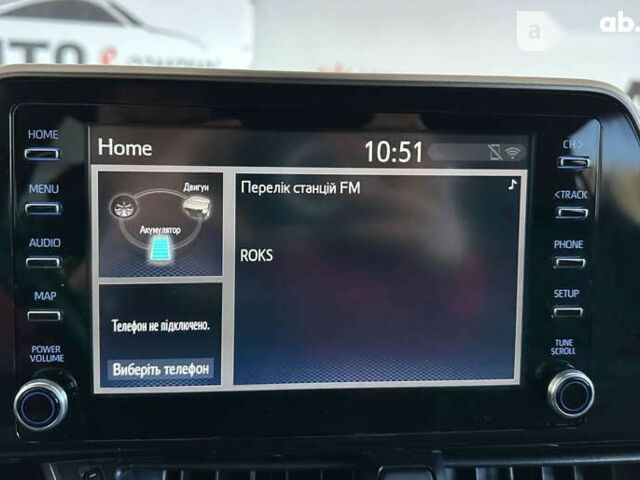 ab.
a
HOME
MENU
AUDIO
MAP
POWER
VOLUME
Home
10:51
Двигун
Акумулятор
Телефон не підключено.
Виберіть телефон
Перелік станцій FM
ROKS
CH >
< TRACK
PHONE
SETUP
TUNE
SCROLL